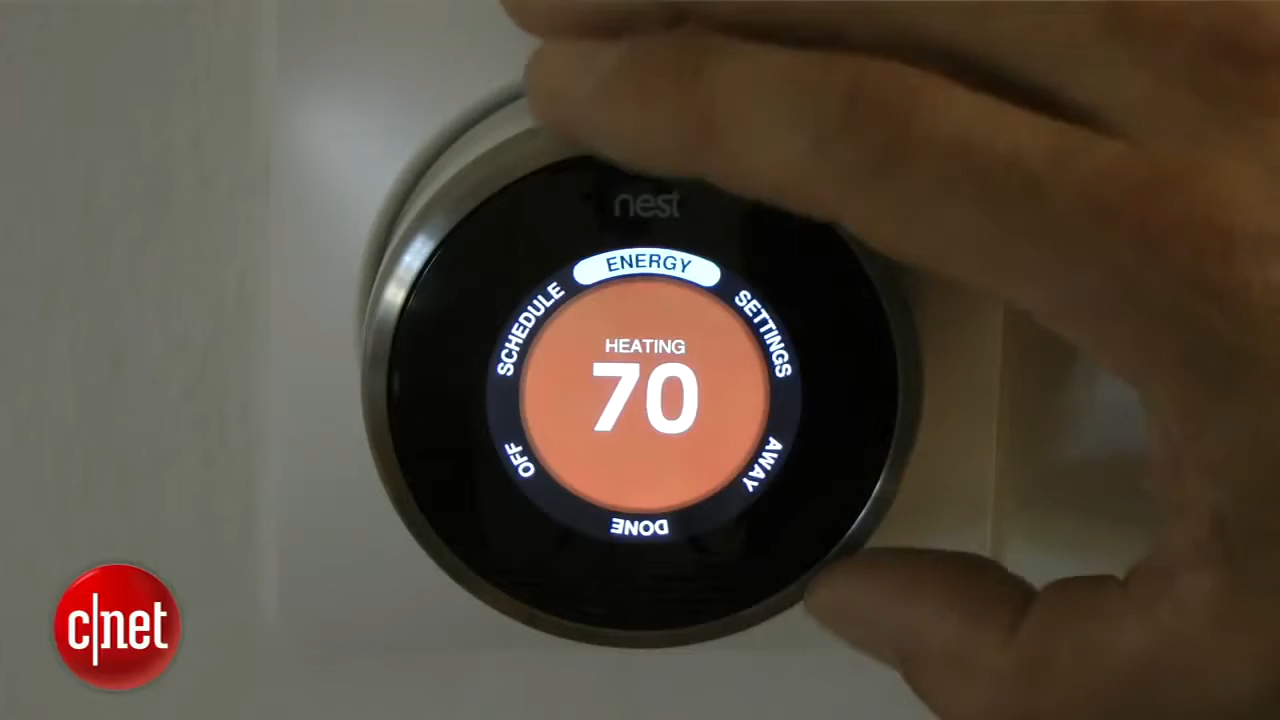 nest
ENERGY
SCHEDULE
SETTINGS
HEATING
70
OFF
AWAY
DONE
c|net